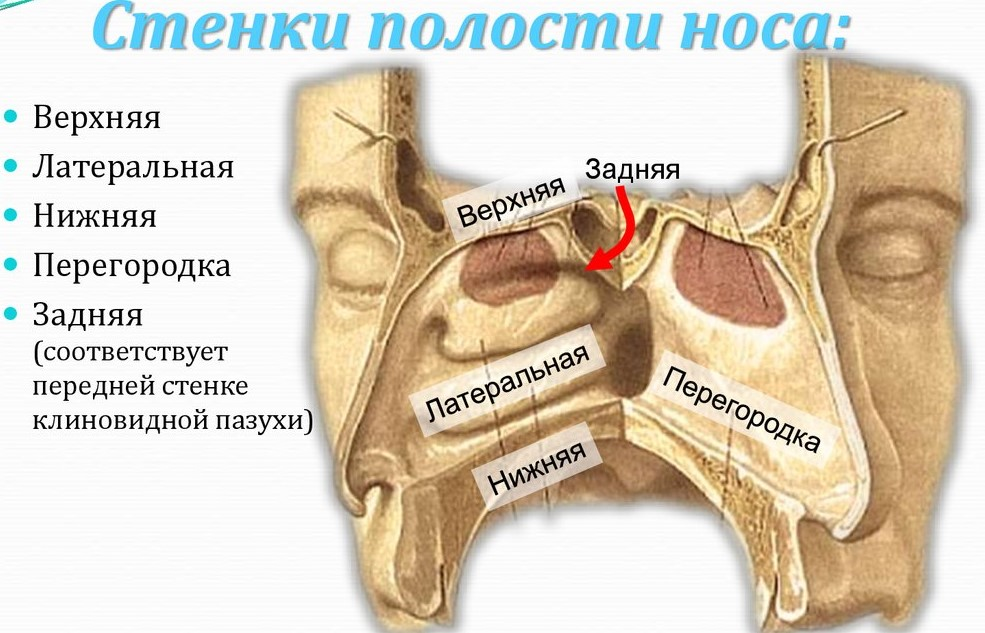 Стенки полости носа:
• Верхняя
• Латеральная
• Нижняя
• Перегородка
• Задняя
(соответствует
передней стенке
клиновидной пазухи)
Задняя
Верхняя
Латеральная
Перегородка
Нижняя